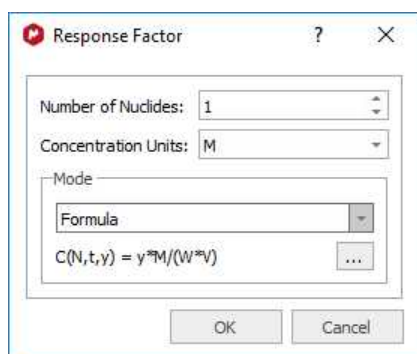 Response Factor ?
Number of Nuclides: 1
Concentration Units: M
Mode
Formula
C(N,t,y) = y*M/(W*V) ...
OK Cancel